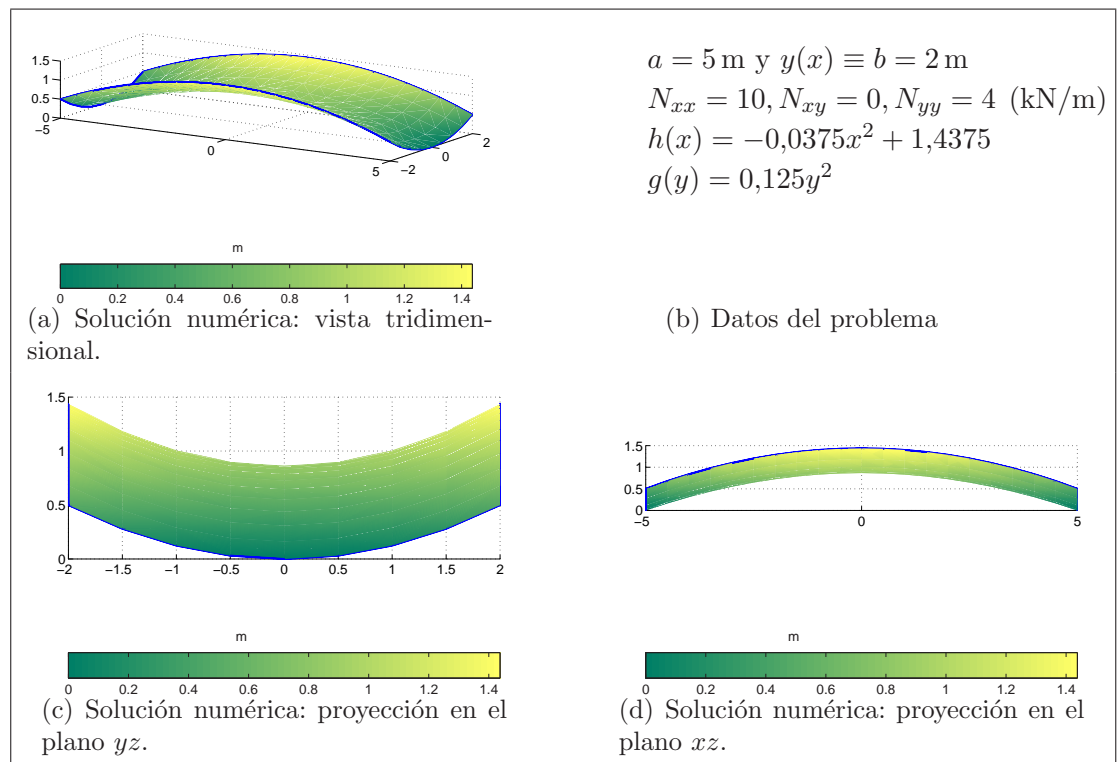 1.5
1
0.5
0
−5
0
5
−2
0
2
m
0 0.2 0.4 0.6 0.8 1 1.2 1.4
(a) Solución numérica: vista tridimen-
sional.
a = 5 m y y(x) ≡ b = 2 m
N_{xx} = 10, N_{xy} = 0, N_{yy} = 4 (kN/m)
h(x) = −0,0375x² + 1,4375
g(y) = 0,125y²
(b) Datos del problema
1.5
1
0.5
0
−2 −1.5 −1 −0.5 0 0.5 1 1.5 2
m
0 0.2 0.4 0.6 0.8 1 1.2 1.4
(c) Solución numérica: proyección en el
plano yz.
1.5
1
0.5
0
−5 0 5
m
0 0.2 0.4 0.6 0.8 1 1.2 1.4
(d) Solución numérica: proyección en el
plano xz.